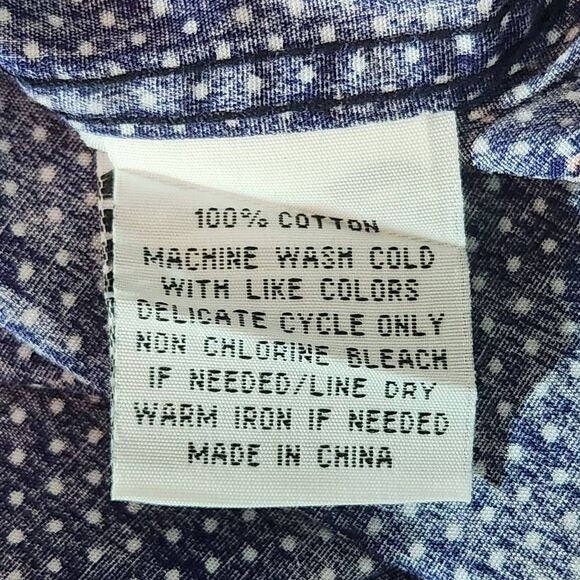 100% COTTON
MACHINE WASH COLD
WITH LIKE COLORS
DELICATE CYCLE ONLY
NON CHLORINE BLEACH
IF NEEDED/LINE DRY
WARM IRON IF NEEDED
MADE IN CHINA